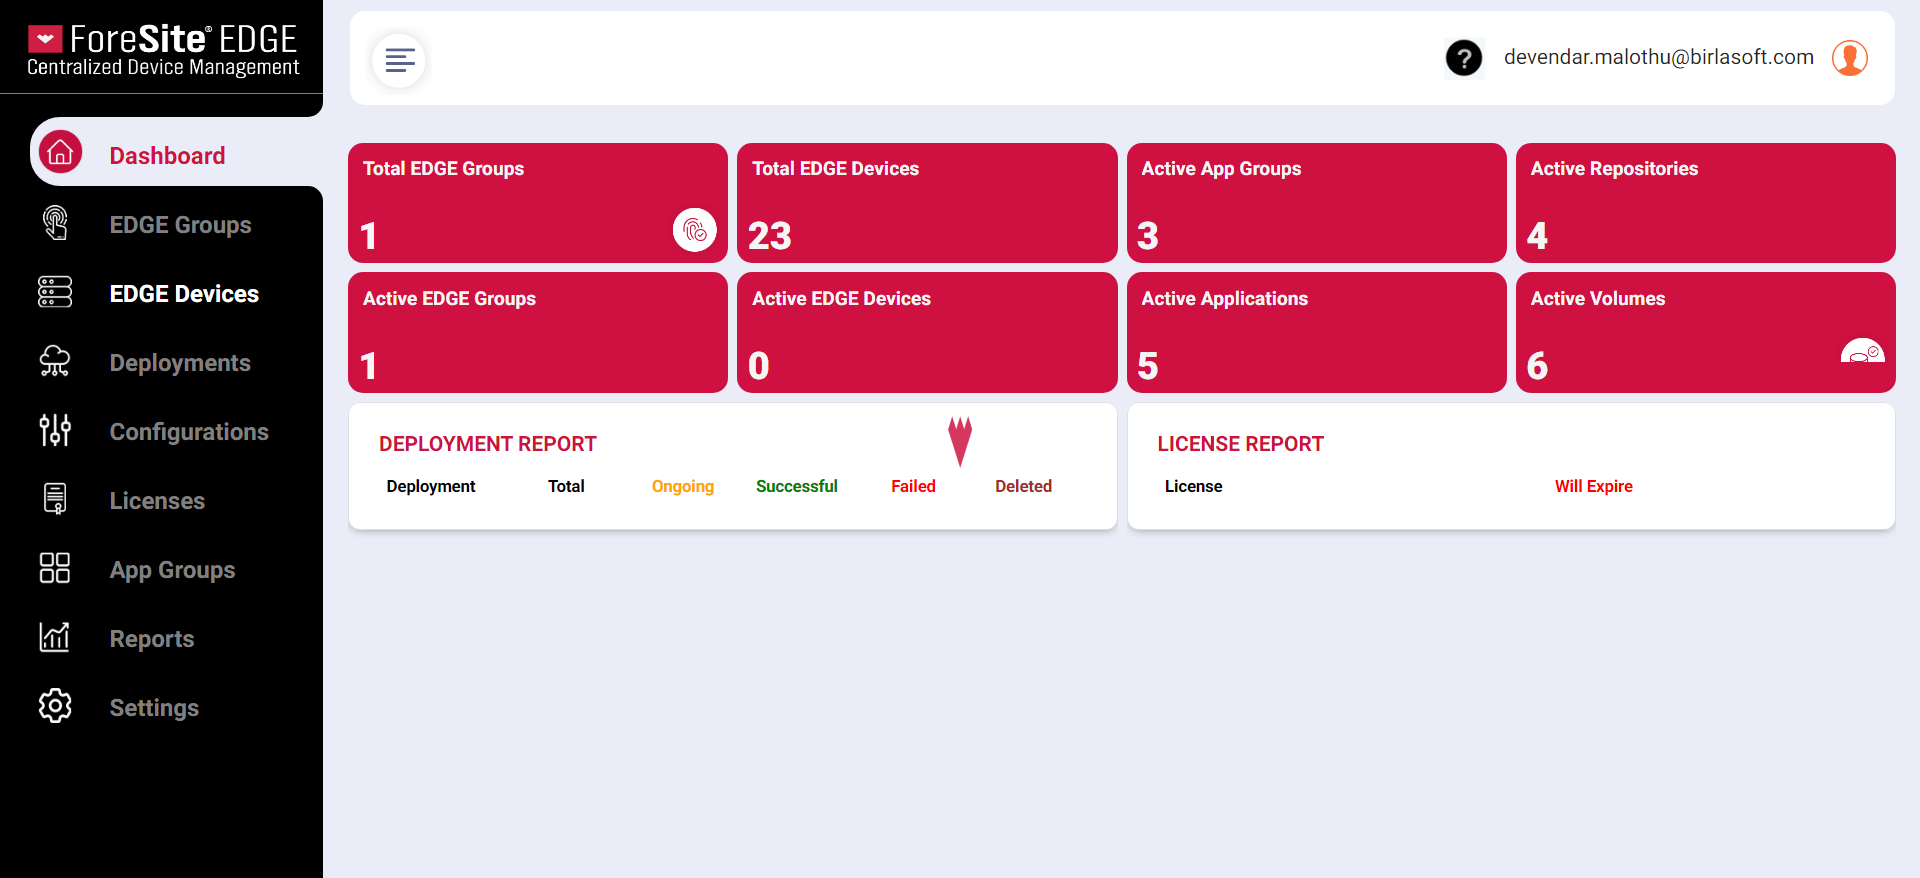 ForeSite® EDGE
Centralized Device Management
Dashboard
EDGE Groups
EDGE Devices
Deployments
Configurations
Licenses
App Groups
Reports
Settings
?
devendar.malothu@birlasoft.com
Total EDGE Groups
1
Total EDGE Devices
23
Active App Groups
3
Active Repositories
4
Active EDGE Groups
1
Active EDGE Devices
0
Active Applications
5
Active Volumes
6
DEPLOYMENT REPORT
Deployment Total Ongoing Successful Failed Deleted
LICENSE REPORT
License Will Expire